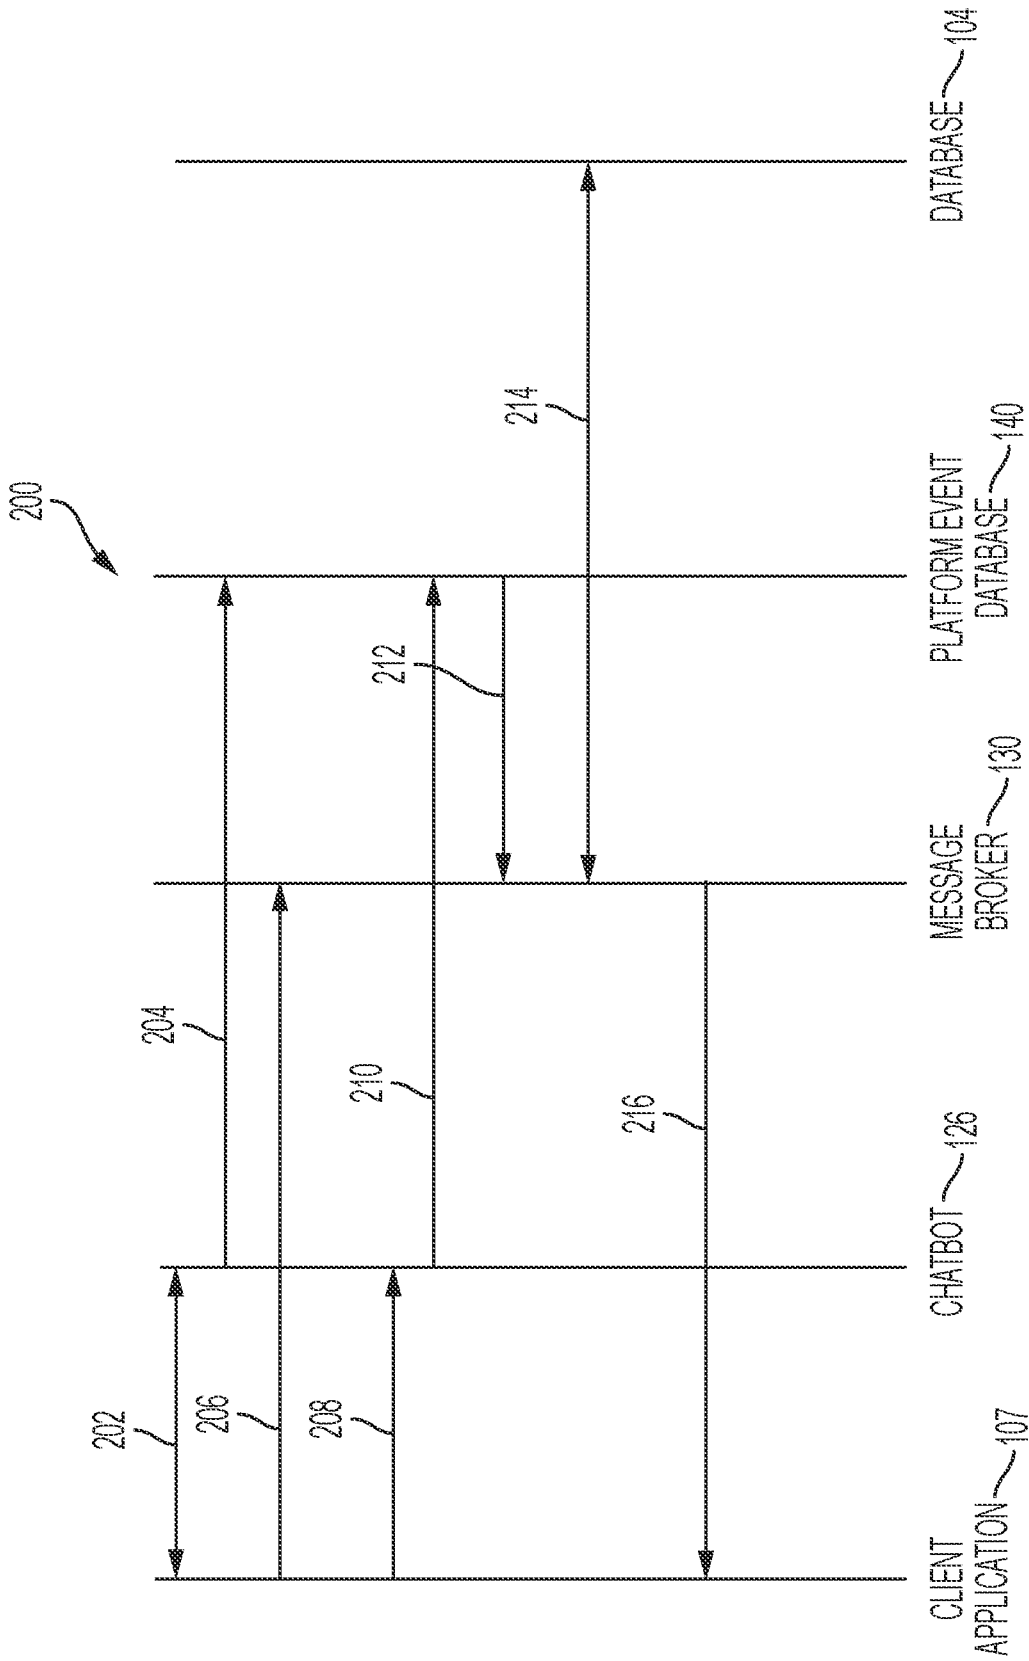 200
202
204
206
208
210
212
214
216
CLIENT
APPLICATION 107
CHATBOT 126
MESSAGE
BROKER 130
PLATFORM EVENT
DATABASE 140
DATABASE 104